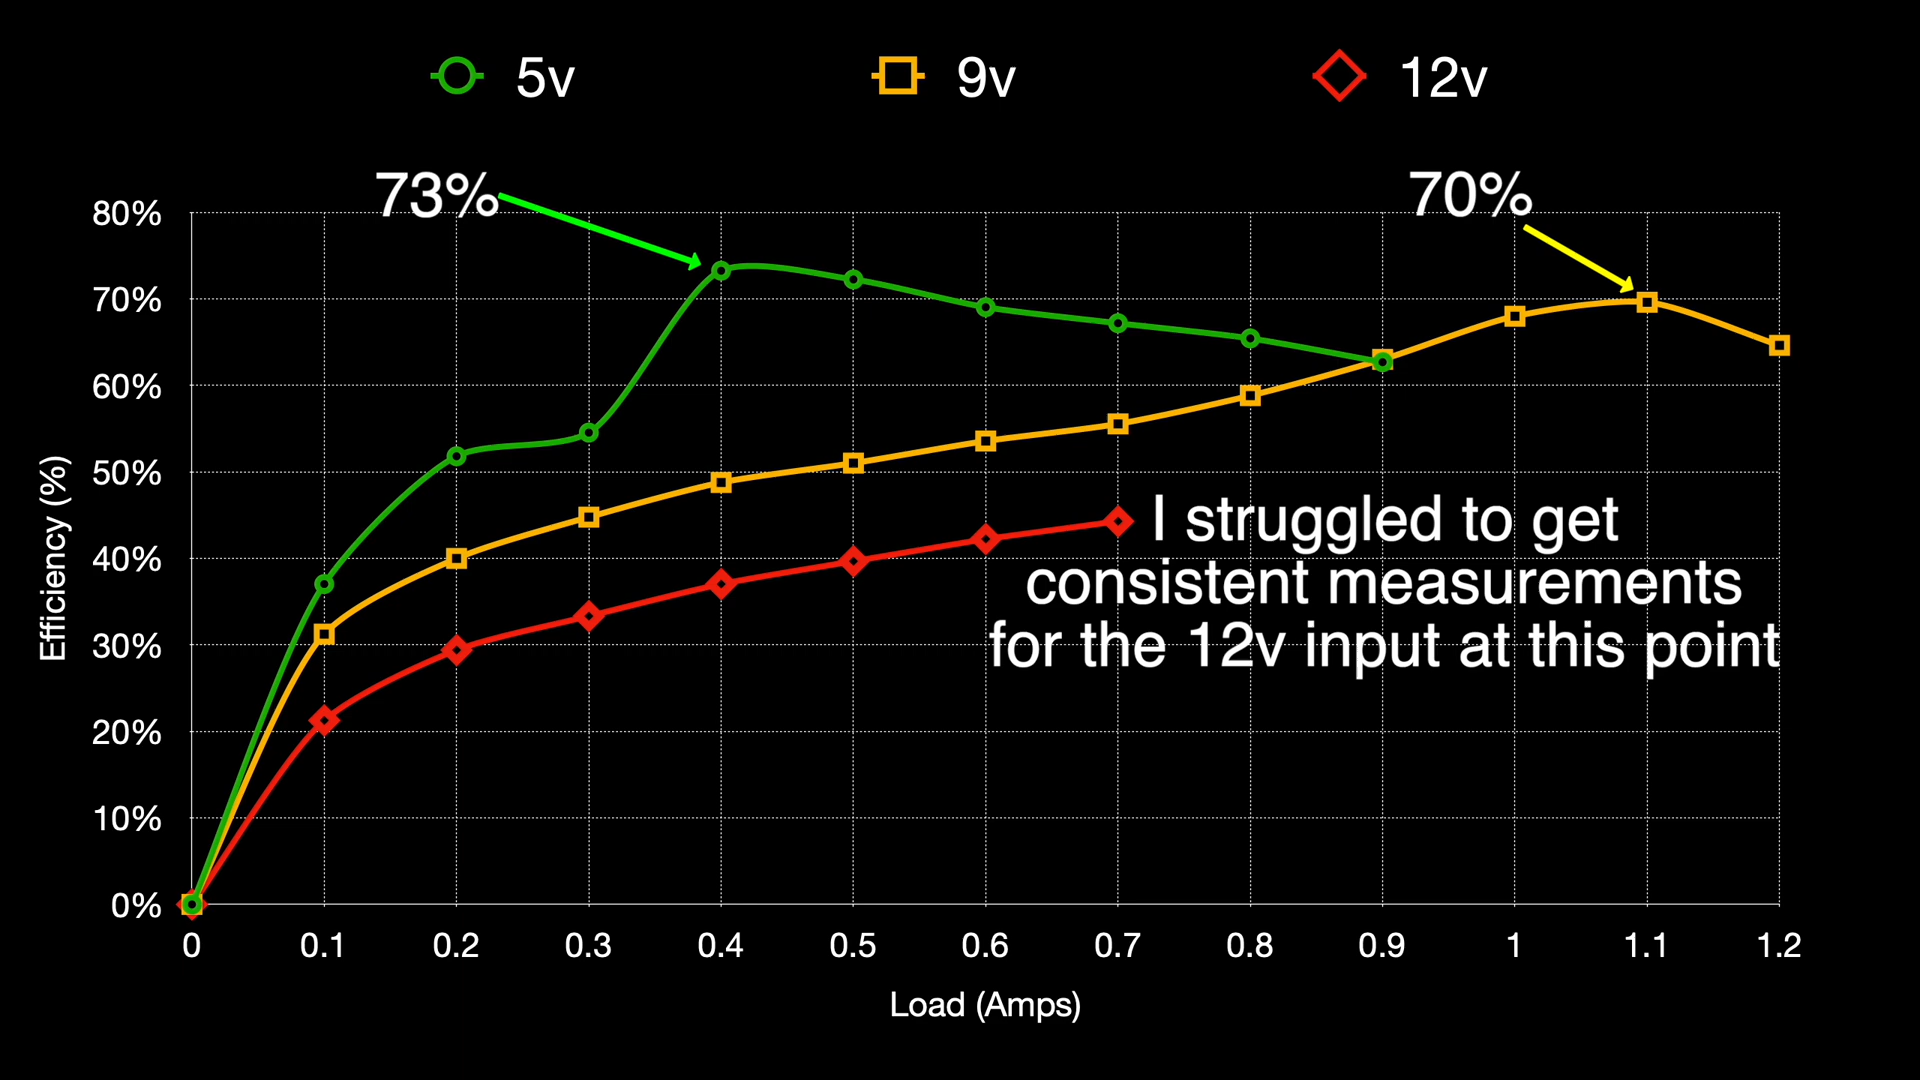 5v
9v
12v
73%
70%
80%
70%
60%
50%
40%
30%
20%
10%
0%
Efficiency (%)
I struggled to get
consistent measurements
for the 12v input at this point
0 0.1 0.2 0.3 0.4 0.5 0.6 0.7 0.8 0.9 1 1.1 1.2
Load (Amps)